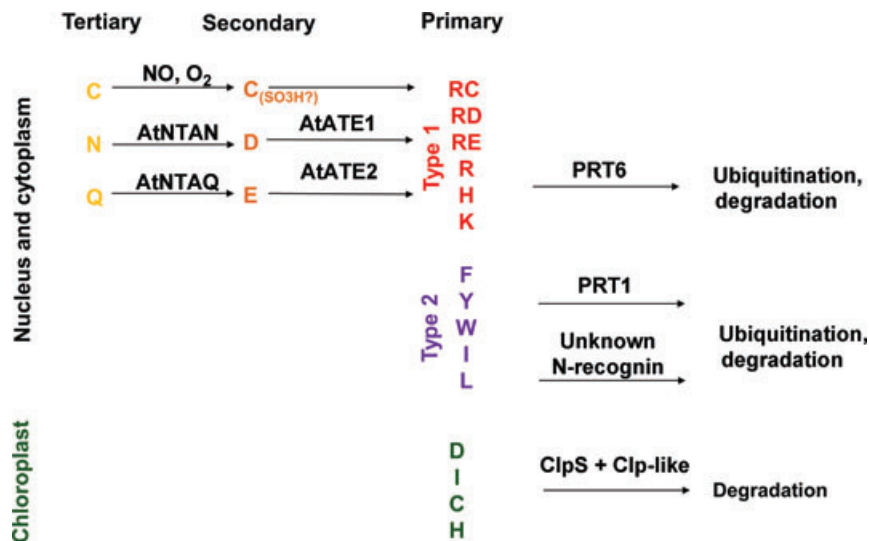 Tertiary Secondary Primary
Nucleus and cytoplasm
C NO, O2 C(SO3H?) RC
RD
N AtNTAN D AtATE1 RE
Type 1
R
Q AtNTAQ E AtATE2 H
K
PRT6
Ubiquitination,
degradation
Type 2
F
Y
W
I
L
PRT1
Unknown
N-recognin
Ubiquitination,
degradation
Chloroplast
D
I
C
H
ClpS + Clp-like
Degradation